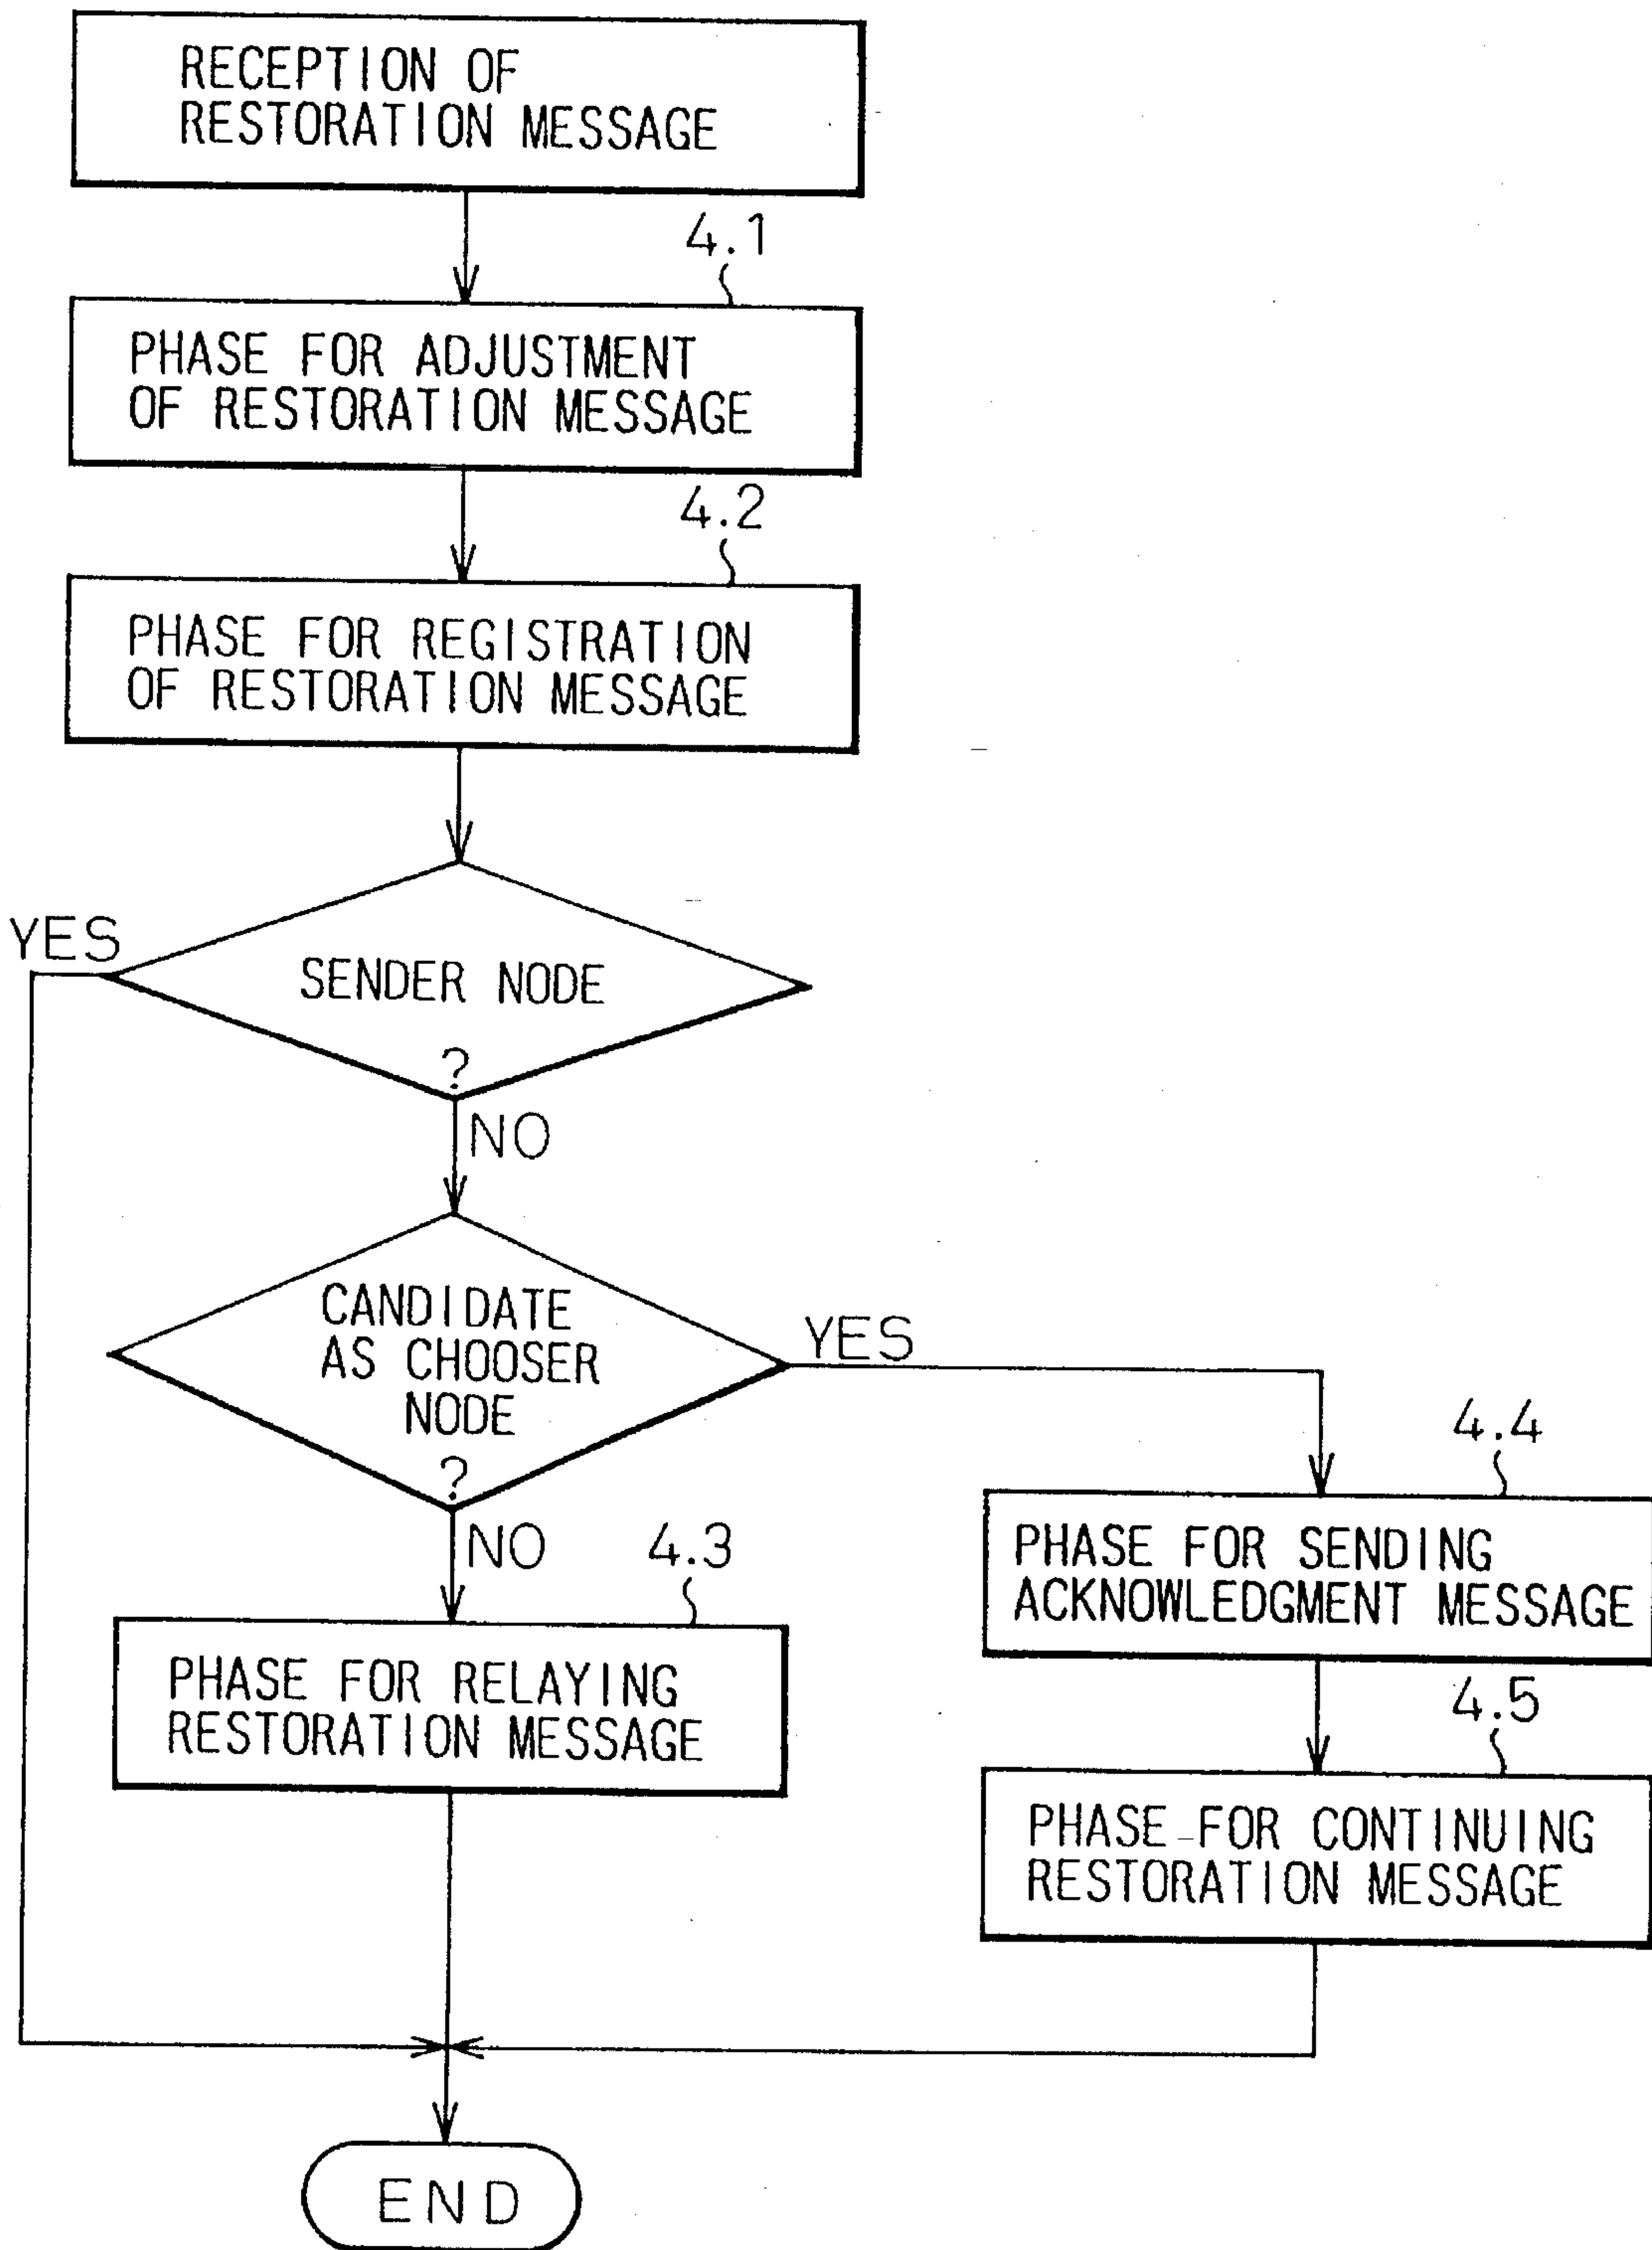 RECEPTION OF
RESTORATION MESSAGE
4.1
PHASE FOR ADJUSTMENT
OF RESTORATION MESSAGE
4.2
PHASE FOR REGISTRATION
OF RESTORATION MESSAGE
YES
SENDER NODE
?
NO
CANDIDATE
AS CHOOSER
NODE
?
YES
NO
4.3
PHASE FOR RELAYING
RESTORATION MESSAGE
4.4
PHASE FOR SENDING
ACKNOWLEDGMENT MESSAGE
4.5
PHASE FOR CONTINUING
RESTORATION MESSAGE
END